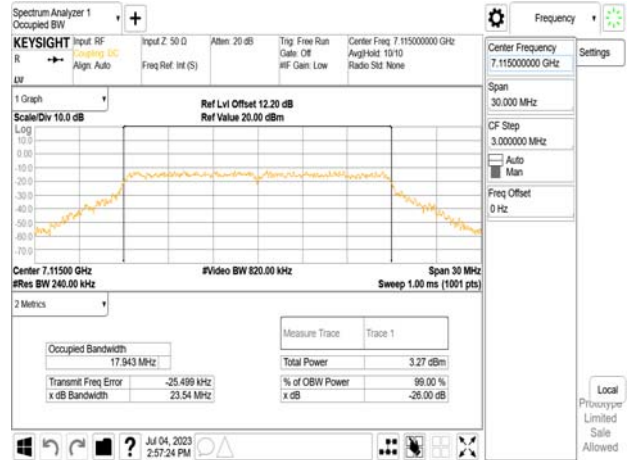 Spectrum Analyzer 1
Occupied BW
+
Frequency
KEYSIGHT
R
Input: RF
Coupling: DC
Align: Auto
Input Z: 50 Ω
Freq Ref: Int (S)
Atten: 20 dB
Trig: Free Run
Gate: Off
#IF Gain: Low
Center Freq: 7.115000000 GHz
Avg|Hold: 10/10
Radio Std: None
LXI
1 Graph
Scale/Div 10.0 dB
Ref Lvl Offset 12.20 dB
Ref Value 20.00 dBm
Log
10.0
0.00
-10.0
-20.0
-30.0
-40.0
-50.0
-60.0
-70.0
Center 7.11500 GHz
#Res BW 240.00 kHz
#Video BW 820.00 kHz
Span 30 MHz
Sweep 1.00 ms (1001 pts)
2 Metrics
Measure Trace Trace 1
Occupied Bandwidth
17.943 MHz
Total Power 3.27 dBm
Transmit Freq Error -25.499 kHz
% of OBW Power 99.00 %
x dB Bandwidth 23.54 MHz
x dB -26.00 dB
Center Frequency
7.115000000 GHz
Settings
Span
30.000 MHz
CF Step
3.000000 MHz
Auto
Man
Freq Offset
0 Hz
Local
Prototype
Limited
Sale
Allowed
?
Jul 04, 2023
2:57:24 PM